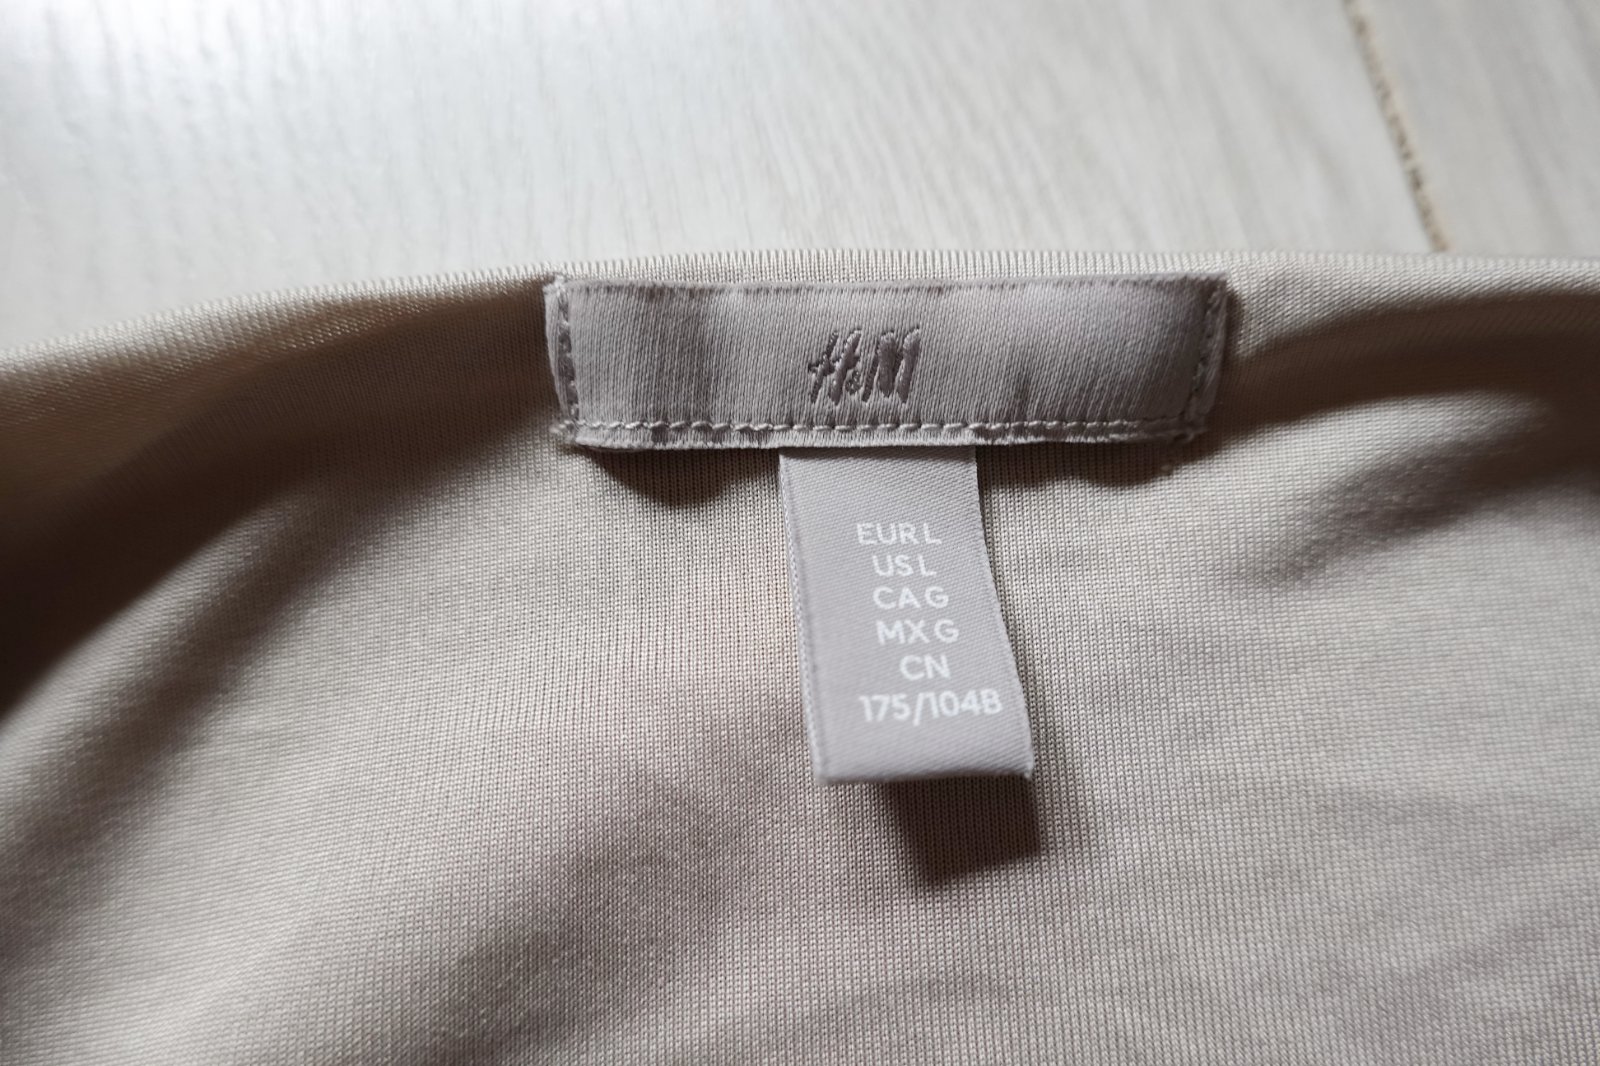 H&M
EUR L
US L
CA G
MX G
CN
175/104B